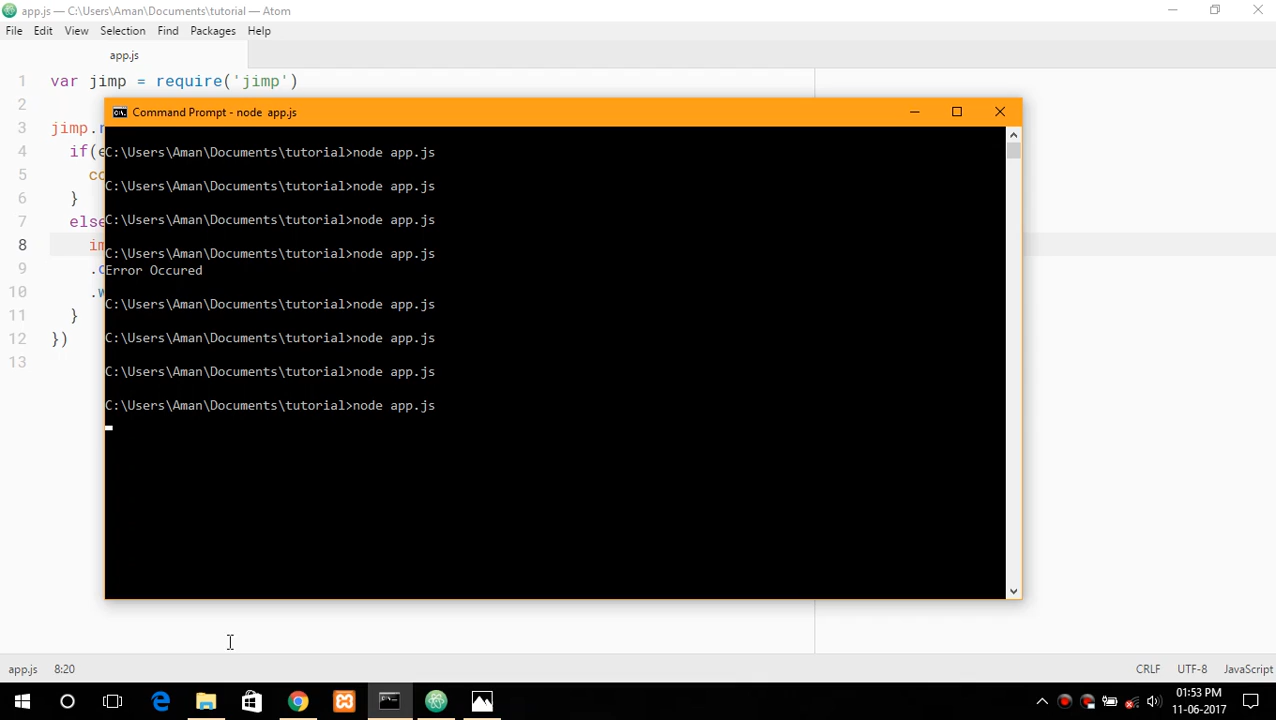 app.js — C:\Users\Aman\Documents\tutorial — Atom
File Edit View Selection Find Packages Help
app.js
1 var jimp = require('jimp')
2
Command Prompt - node app.js
3 jimp.r
4 if(e
5 co
6 }
7 else
8 im
9 .c
10 .w
11 }
12 })
13
C:\Users\Aman\Documents\tutorial>node app.js
C:\Users\Aman\Documents\tutorial>node app.js
C:\Users\Aman\Documents\tutorial>node app.js
C:\Users\Aman\Documents\tutorial>node app.js
Error Occured
C:\Users\Aman\Documents\tutorial>node app.js
C:\Users\Aman\Documents\tutorial>node app.js
C:\Users\Aman\Documents\tutorial>node app.js
C:\Users\Aman\Documents\tutorial>node app.js
app.js 8:20 CRLF UTF-8 JavaScript
01:53 PM
11-06-2017